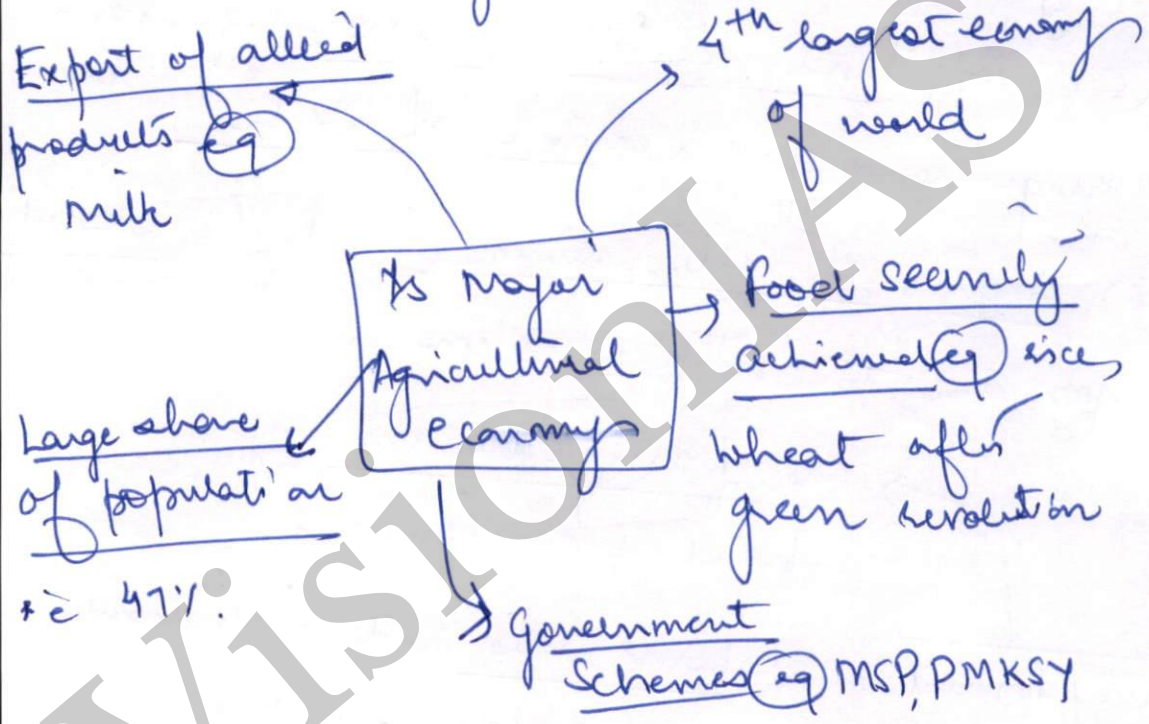 Export of allied
products eg
milk
4th largest economy
of world
Is Major
Agricultural
economy
Food security
achieved eg rice,
wheat after
green revolution
Large share
of population
i.e 47%.
Government
Schemes eg MSP, PMKSY
VisionIAS